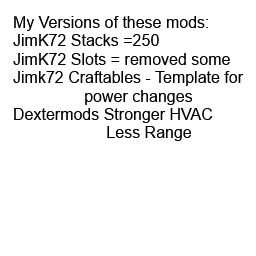 My Versions of these mods:
JimK72 Stacks =250
JimK72 Slots = removed some
Jimk72 Craftables - Template for
power changes
Dextermods Stronger HVAC
Less Range